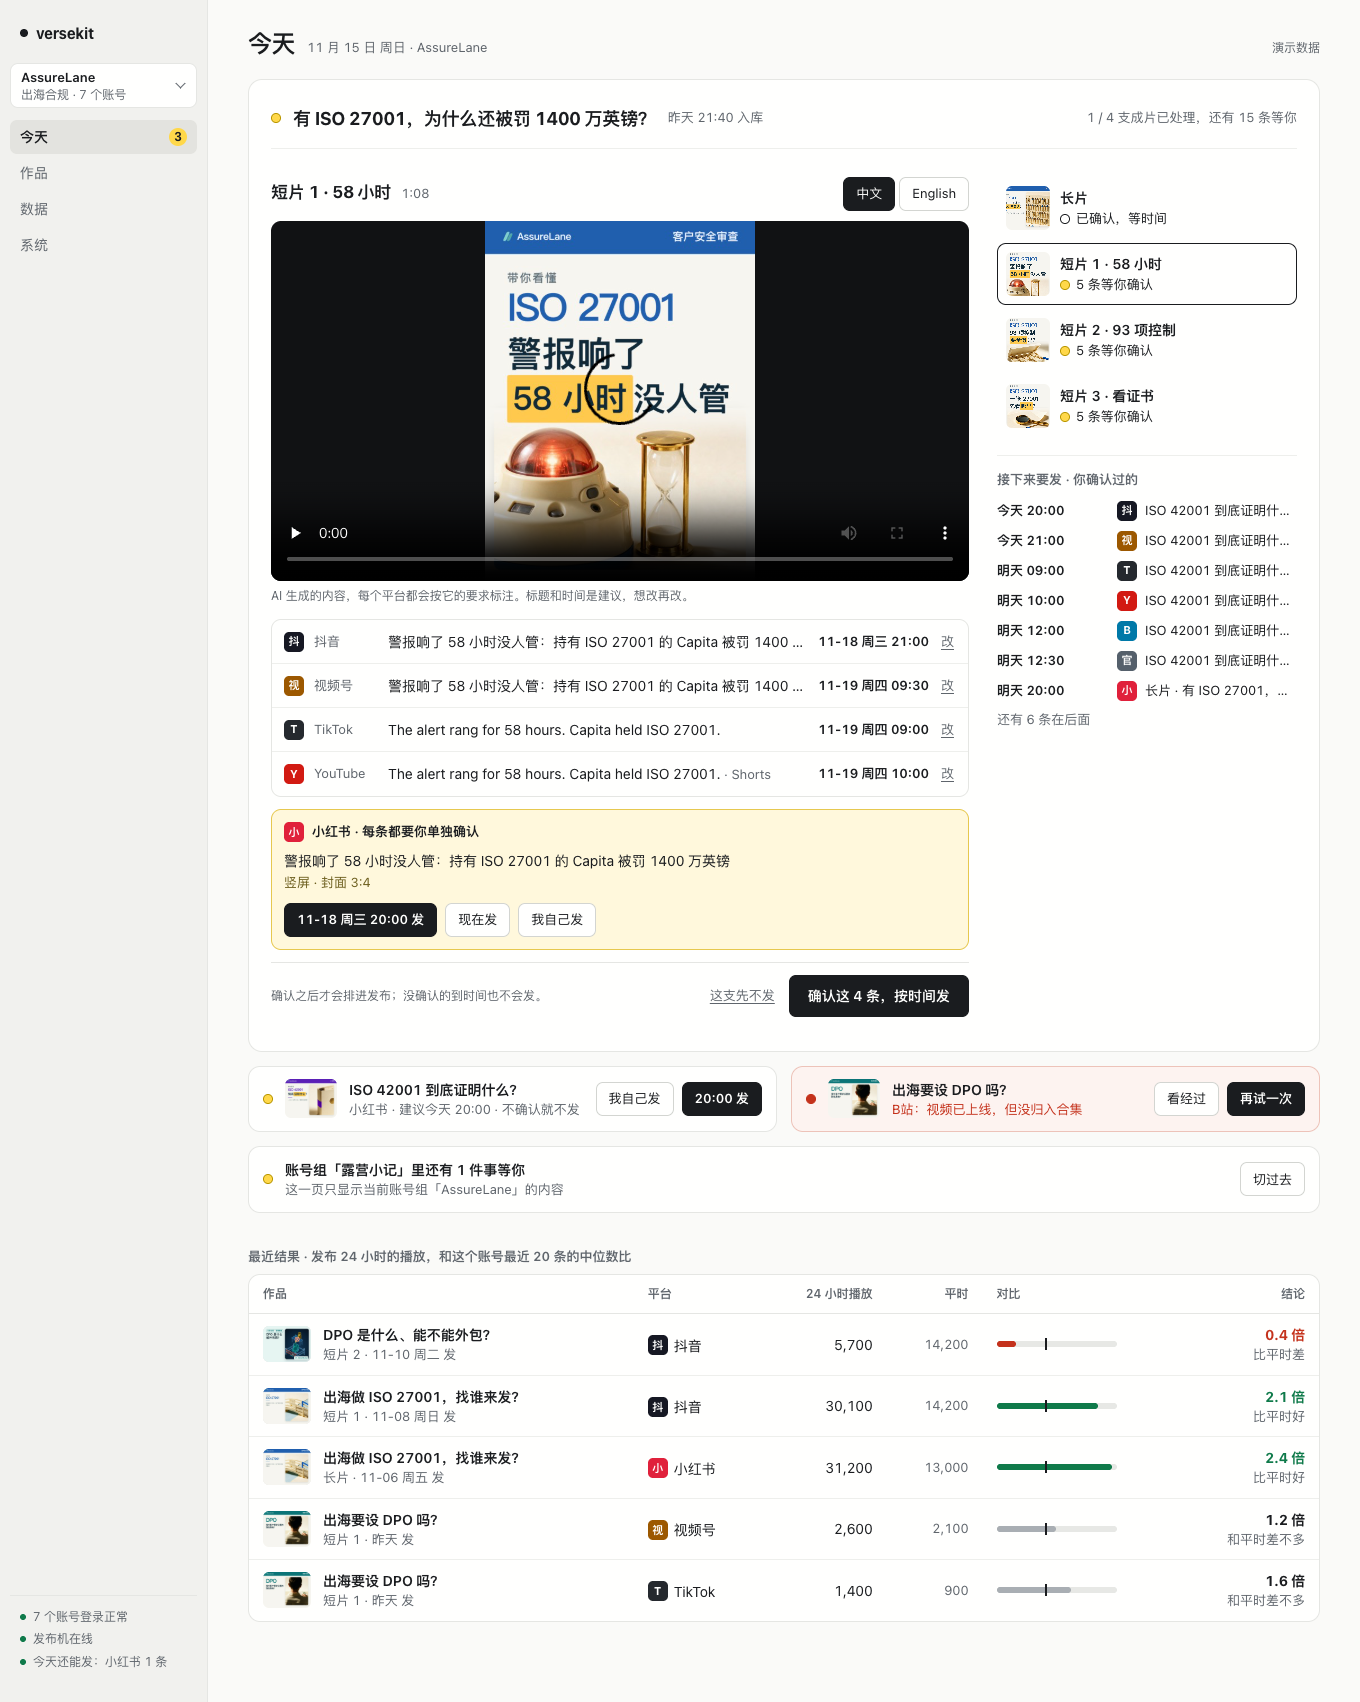 versekit
AssureLane
出海合规 · 7 个账号
今天
3
作品
数据
系统
7 个账号登录正常
发布机在线
今天还能发：小红书 1 条
今天 11 月 15 日 周日 · AssureLane
演示数据
有 ISO 27001，为什么还被罚 1400 万英镑？ 昨天 21:40 入库
1 / 4 支成片已处理，还有 15 条等你
短片 1 · 58 小时 1:08
中文
English
AssureLane
客户安全审查
带你看懂
ISO 27001
警报响了
58 小时没人管
0:00
AI 生成的内容，每个平台都会按它的要求标注。标题和时间是建议，想改再改。
抖 抖音 警报响了 58 小时没人管：持有 ISO 27001 的 Capita 被罚 1400 ... 11-18 周三 21:00 改
视 视频号 警报响了 58 小时没人管：持有 ISO 27001 的 Capita 被罚 1400 ... 11-19 周四 09:30 改
T TikTok The alert rang for 58 hours. Capita held ISO 27001. 11-19 周四 09:00 改
Y YouTube The alert rang for 58 hours. Capita held ISO 27001. · Shorts 11-19 周四 10:00 改
小 小红书 · 每条都要你单独确认
警报响了 58 小时没人管：持有 ISO 27001 的 Capita 被罚 1400 万英镑
竖屏 · 封面 3:4
11-18 周三 20:00 发
现在发
我自己发
确认之后才会排进发布；没确认的到时间也不会发。
这支先不发
确认这 4 条，按时间发
长片
已确认，等时间
短片 1 · 58 小时
5 条等你确认
短片 2 · 93 项控制
5 条等你确认
短片 3 · 看证书
5 条等你确认
接下来要发 · 你确认过的
今天 20:00 抖 ISO 42001 到底证明什...
今天 21:00 视 ISO 42001 到底证明什...
明天 09:00 T ISO 42001 到底证明什...
明天 10:00 Y ISO 42001 到底证明什...
明天 12:00 B ISO 42001 到底证明什...
明天 12:30 官 ISO 42001 到底证明什...
明天 20:00 小 长片 · 有 ISO 27001，...
还有 6 条在后面
ISO 42001 到底证明什么？
小红书 · 建议今天 20:00 · 不确认就不发
我自己发
20:00 发
出海要设 DPO 吗？
B站：视频已上线，但没归入合集
看经过
再试一次
账号组「露营小记」里还有 1 件事等你
这一页只显示当前账号组「AssureLane」的内容
切过去
最近结果 · 发布 24 小时的播放，和这个账号最近 20 条的中位数比
作品 平台 24 小时播放 平时 对比 结论
DPO 是什么、能不能外包？
短片 2 · 11-10 周二 发
抖 抖音 5,700 14,200
0.4 倍
比平时差
出海做 ISO 27001，找谁来发？
短片 1 · 11-08 周日 发
抖 抖音 30,100 14,200
2.1 倍
比平时好
出海做 ISO 27001，找谁来发？
长片 · 11-06 周五 发
小 小红书 31,200 13,000
2.4 倍
比平时好
出海要设 DPO 吗？
短片 1 · 昨天 发
视 视频号 2,600 2,100
1.2 倍
和平时差不多
出海要设 DPO 吗？
短片 1 · 昨天 发
T TikTok 1,400 900
1.6 倍
和平时差不多